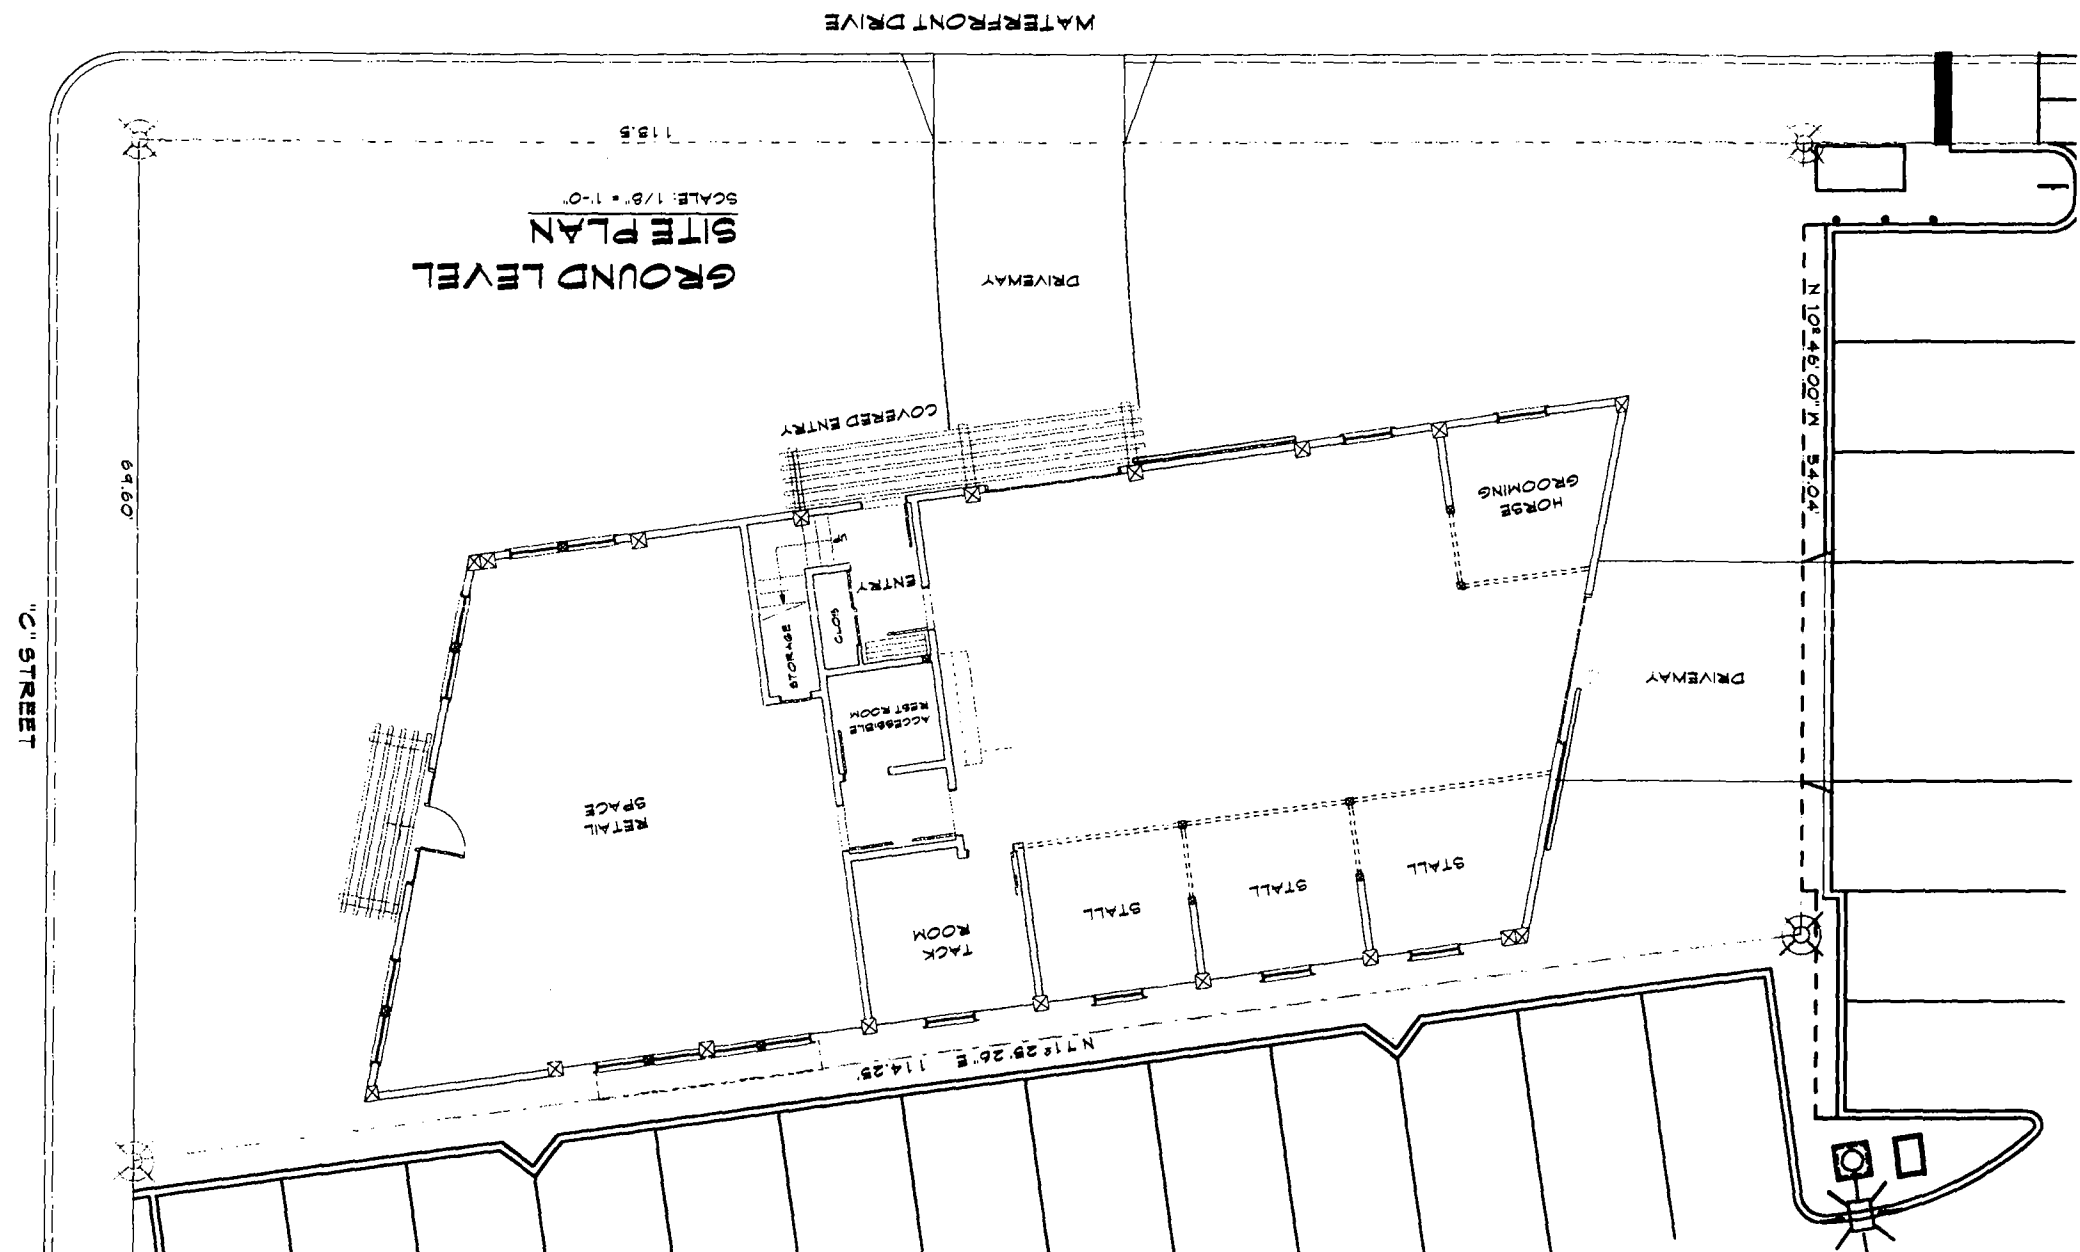 GROUND LEVEL
SITE PLAN
SCALE: 1/8" = 1'-0"
WATERFRONT DRIVE
113.5
DRIVEWAY
COVERED ENTRY
HORSE
GROOMING
UP
ENTRY
CLOS
STORAGE
ACCESSIBLE
REST ROOM
RETAIL
SPACE
TACK
ROOM
STALL
STALL
STALL
DRIVEWAY
"C" STREET
69.60'
N 10° 46' 00" W 54.04'
N 71° 25' 26" E 114.25'